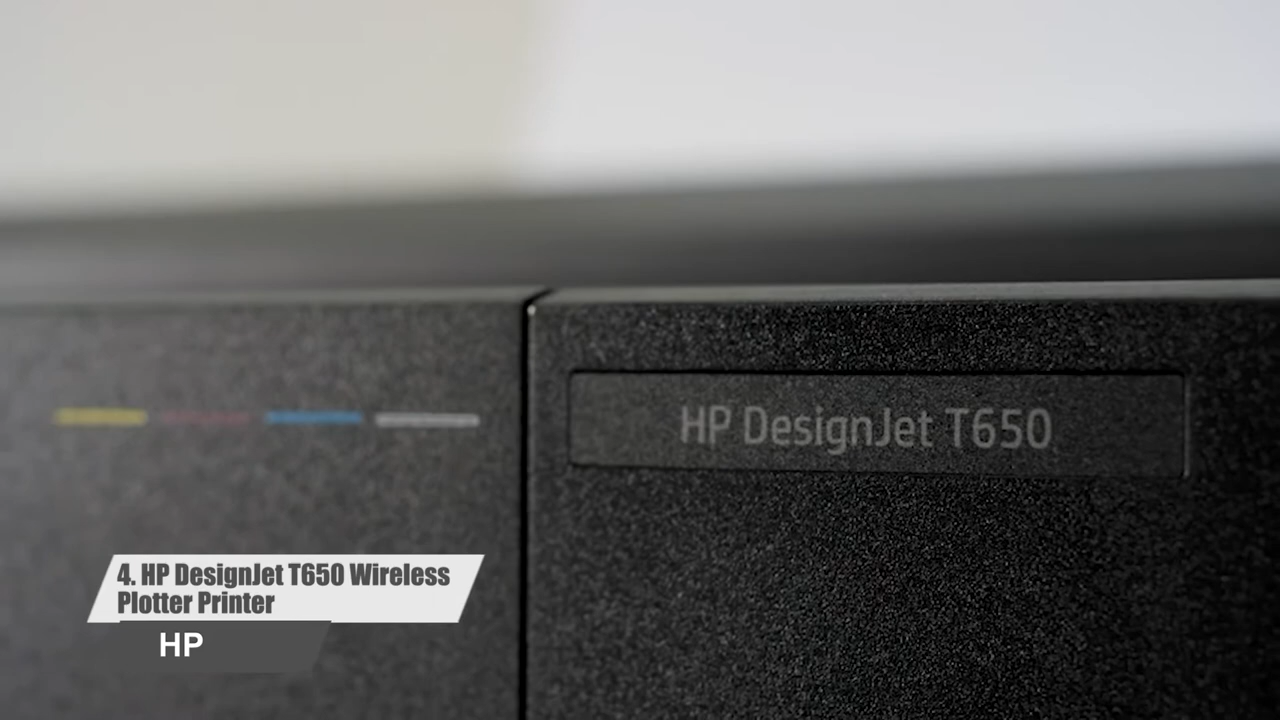 HP DesignJet T650
4. HP DesignJet T650 Wireless
Plotter Printer
HP